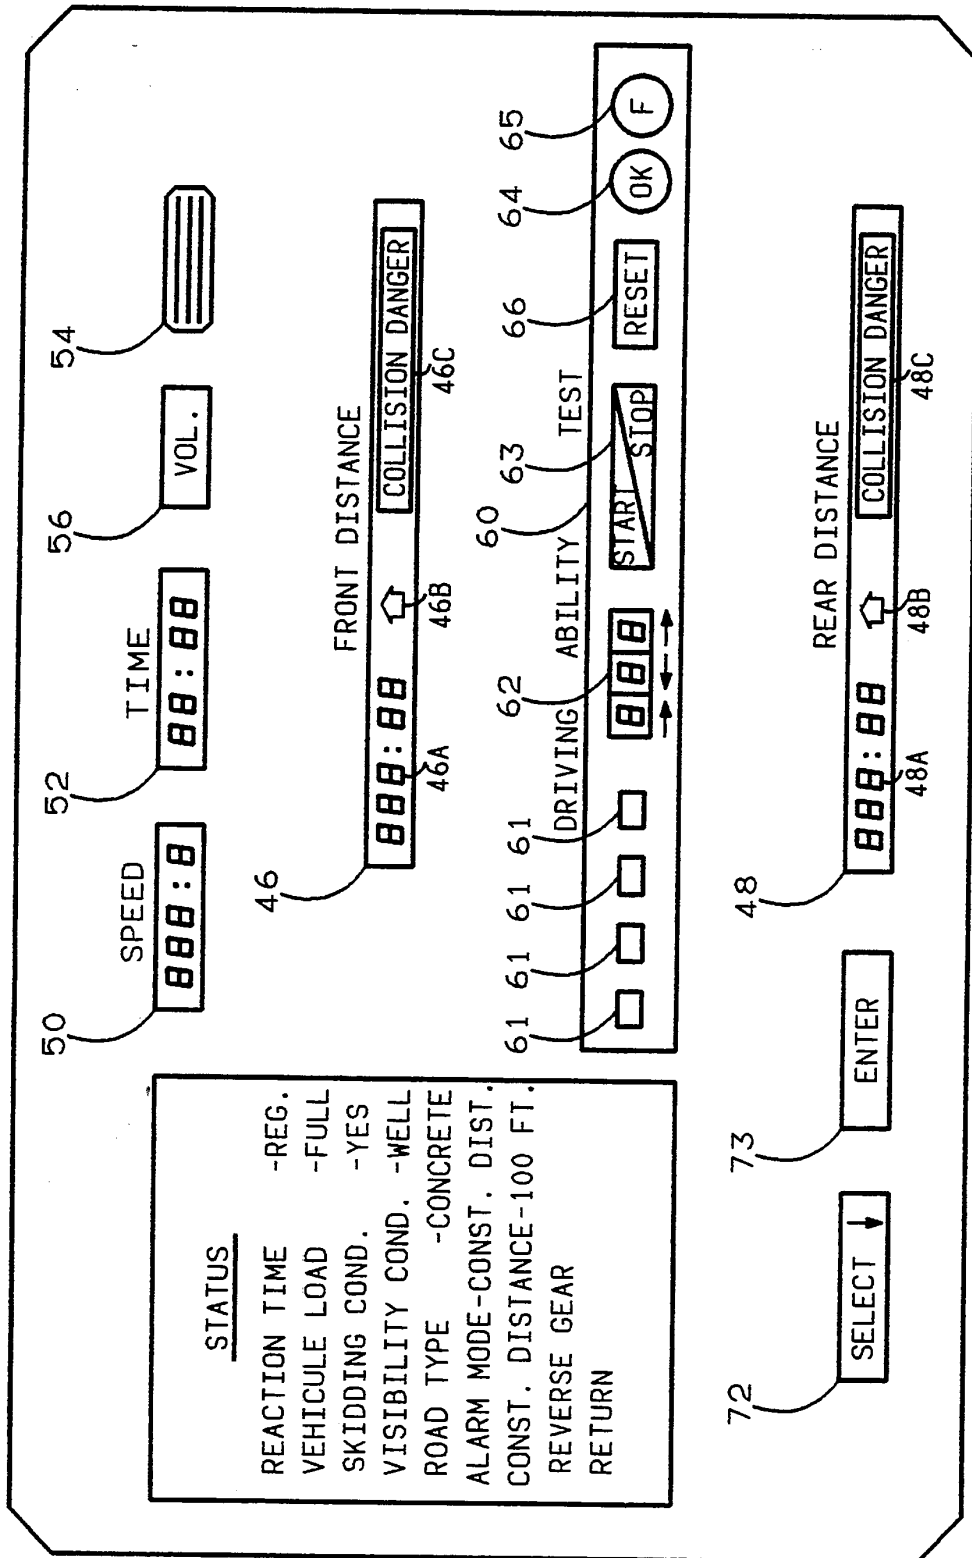 STATUS
REACTION TIME -REG.
VEHICULE LOAD -FULL
SKIDDING COND. -YES
VISIBILITY COND. -WELL
ROAD TYPE -CONCRETE
ALARM MODE-CONST. DIST.
CONST. DISTANCE-100 FT.
REVERSE GEAR
RETURN
50
SPEED
888:8
52
TIME
88:88
56
VOL.
54
46
FRONT DISTANCE
888:88
COLLISION DANGER
46A
46B
46C
60
DRIVING ABILITY TEST
61
61
61
61
62
63
66
64
65
888
START
STOP
RESET
OK
F
72
SELECT ↓
73
ENTER
48
REAR DISTANCE
888:88
COLLISION DANGER
48A
48B
48C